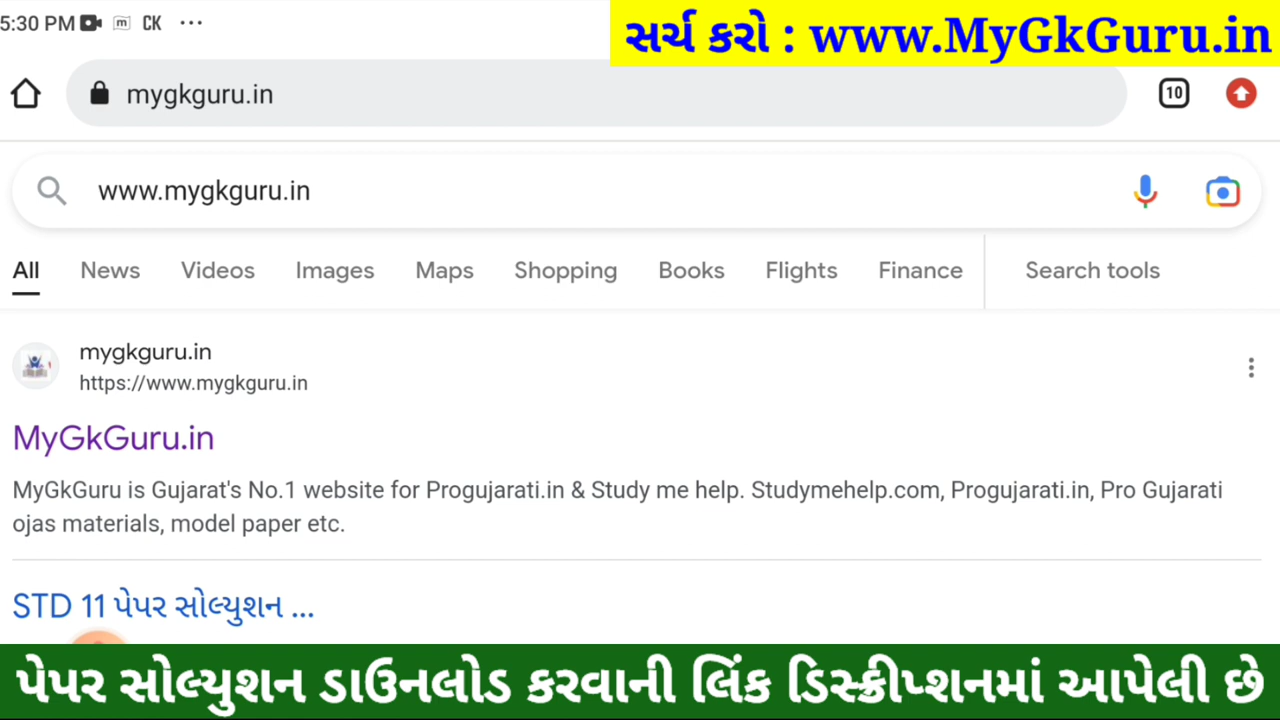 5:30 PM m CK ...
સર્ચ કરો : www.MyGkGuru.in
mygkguru.in 10
www.mygkguru.in
All News Videos Images Maps Shopping Books Flights Finance Search tools
mygkguru.in
https://www.mygkguru.in
MyGkGuru.in
MyGkGuru is Gujarat's No.1 website for Progujarati.in & Study me help. Studymehelp.com, Progujarati.in, Pro Gujarati
ojas materials, model paper etc.
STD 11 પેપર સોલ્યુશન ...
પેપર સોલ્યુશન ડાઉનલોડ કરવાની લિંક ડિસ્ક્રીપ્શનમાં આપેલી છે